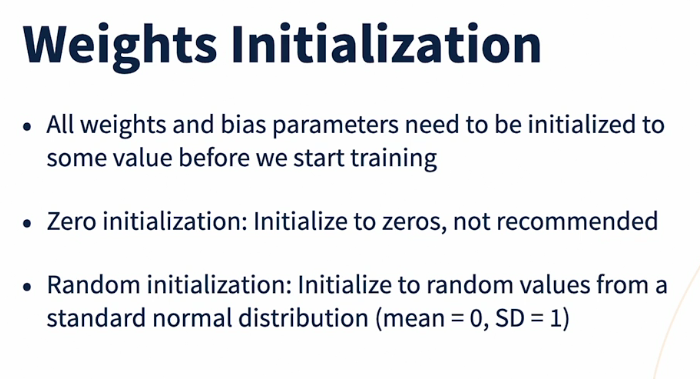 Weights Initialization
• All weights and bias parameters need to be initialized to
some value before we start training
• Zero initialization: Initialize to zeros, not recommended
• Random initialization: Initialize to random values from a
standard normal distribution (mean = 0, SD = 1)